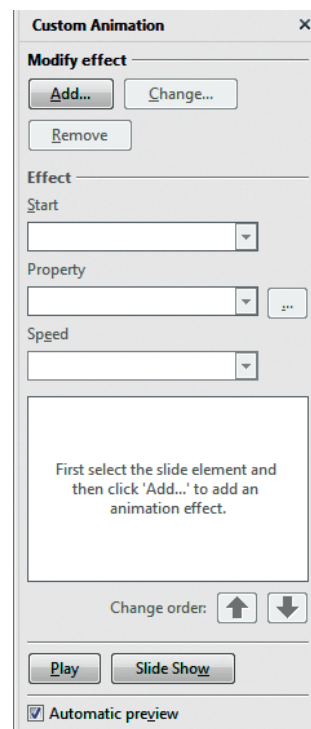 Custom Animation ×
Modify effect
Add... Change...
Remove
Effect
Start
Property
...
Speed
First select the slide element and
then click 'Add...' to add an
animation effect.
Change order:
Play Slide Show
Automatic preview